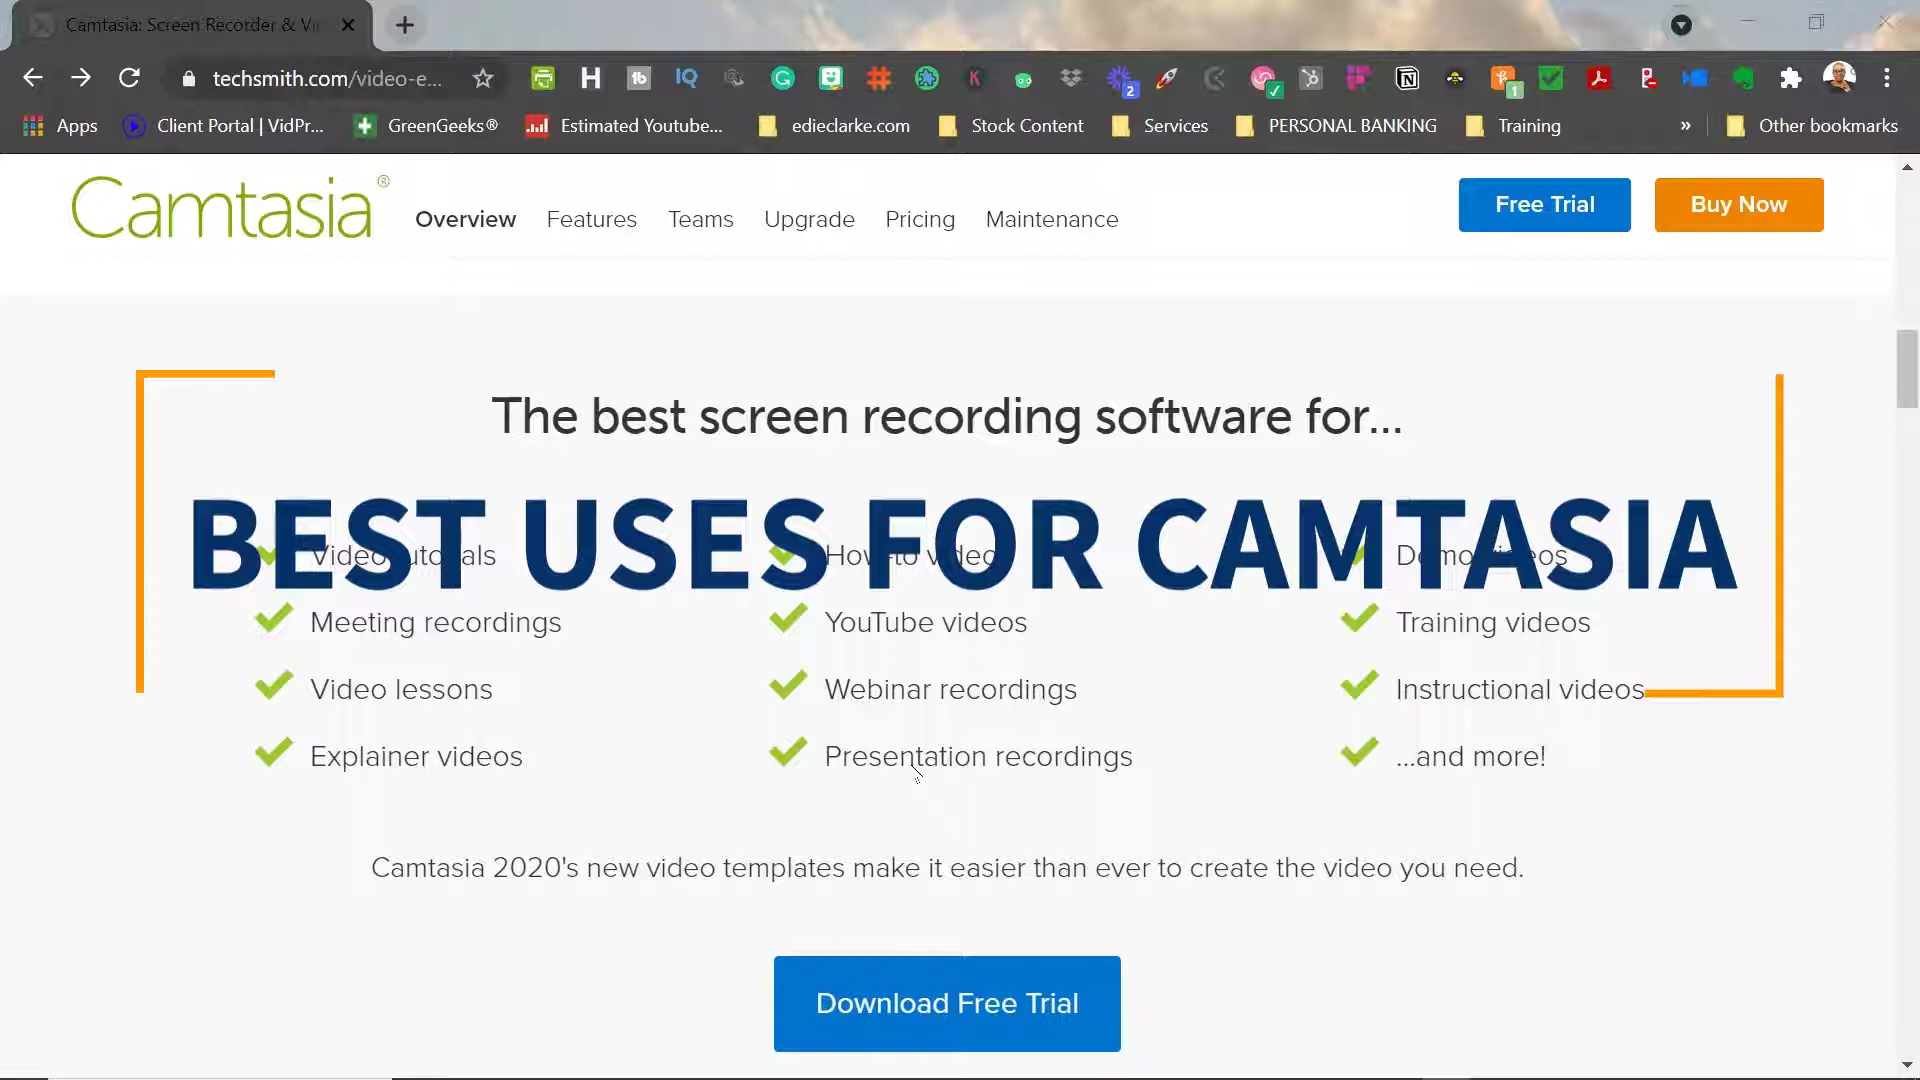 Camtasia: Screen Recorder & Vi
techsmith.com/video-e...
2
1
Apps
Client Portal | VidPr...
GreenGeeks®
Estimated Youtube...
edieclarke.com
Stock Content
Services
PERSONAL BANKING
Training
»
Other bookmarks
Camtasia®
Overview
Features
Teams
Upgrade
Pricing
Maintenance
Free Trial
Buy Now
The best screen recording software for...
BEST USES FOR CAMTASIA
Meeting recordings
YouTube videos
Training videos
Video lessons
Webinar recordings
Instructional videos
Explainer videos
Presentation recordings
...and more!
Camtasia 2020's new video templates make it easier than ever to create the video you need.
Download Free Trial